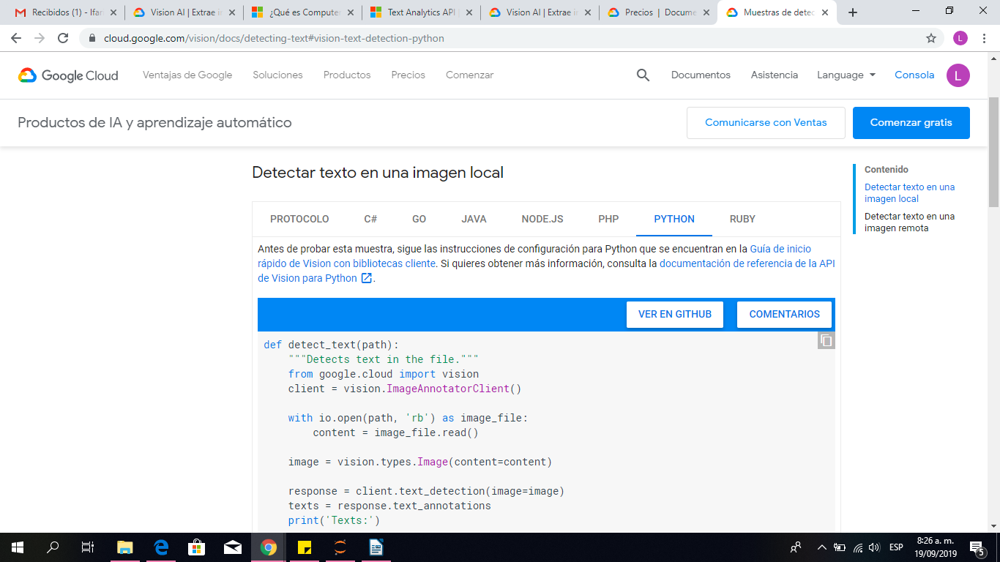 Recibidos (1) - Ifar
Vision AI | Extrae in
¿Qué es Computer
Text Analytics API |
Vision AI | Extrae in
Precios | Docume
Muestras de detec
cloud.google.com/vision/docs/detecting-text#vision-text-detection-python
L
Google Cloud
Ventajas de Google
Soluciones
Productos
Precios
Comenzar
Documentos
Asistencia
Language
Consola
L
Productos de IA y aprendizaje automático
Comunicarse con Ventas
Comenzar gratis
Detectar texto en una imagen local
Contenido
Detectar texto en una
imagen local
Detectar texto en una
imagen remota
PROTOCOLO
C#
GO
JAVA
NODE.JS
PHP
PYTHON
RUBY
Antes de probar esta muestra, sigue las instrucciones de configuración para Python que se encuentran en la Guía de inicio
rápido de Vision con bibliotecas cliente. Si quieres obtener más información, consulta la documentación de referencia de la API
de Vision para Python.
VER EN GITHUB
COMENTARIOS
def detect_text(path):
    """Detects text in the file."""
    from google.cloud import vision
    client = vision.ImageAnnotatorClient()
    with io.open(path, 'rb') as image_file:
        content = image_file.read()
    image = vision.types.Image(content=content)
    response = client.text_detection(image=image)
    texts = response.text_annotations
    print('Texts:')
ESP
8:26 a. m.
19/09/2019
5